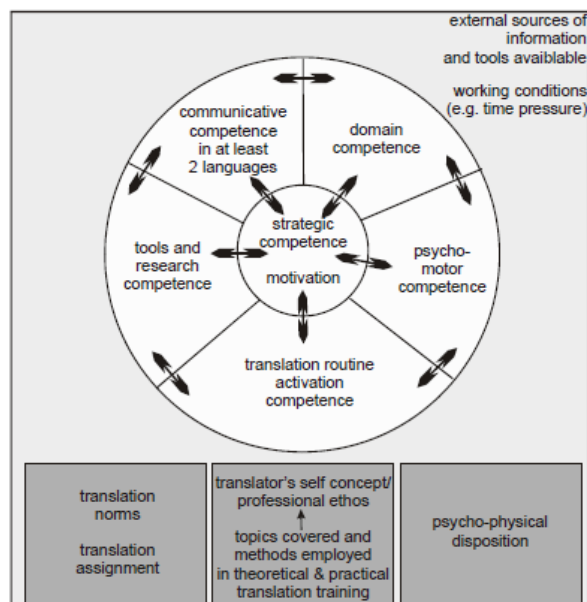 external sources of
information
and tools availblable
working conditions
(e.g. time pressure)
communicative
competence
in at least
2 languages
domain
competence
strategic
competence
motivation
tools and
research
competence
psycho-
motor
competence
translation routine
activation
competence
translation
norms
translation
assignment
translator's self concept/
professional ethos
topics covered and
methods employed
in theoretical & practical
translation training
psycho-physical
disposition